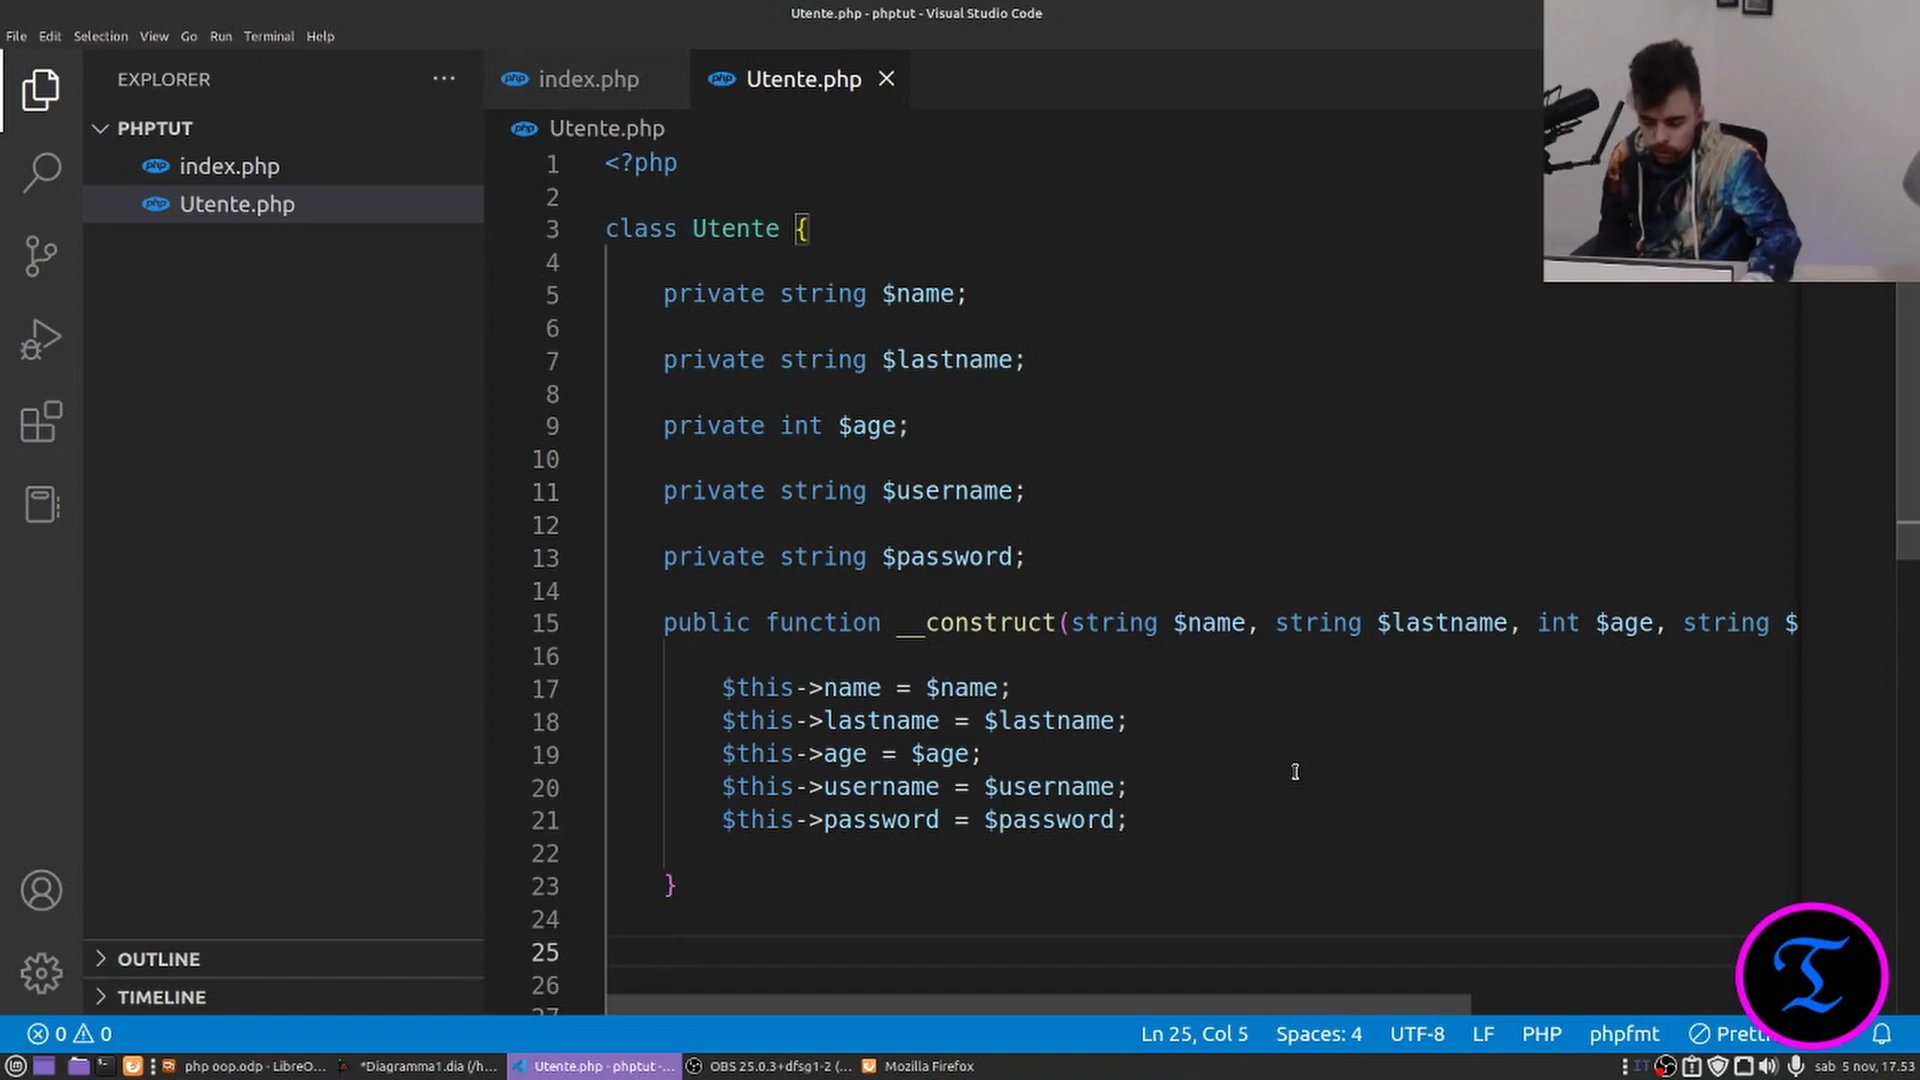 Utente.php - phptut - Visual Studio Code
File Edit Selection View Go Run Terminal Help
EXPLORER ···
PHPTUT
index.php
Utente.php
OUTLINE
TIMELINE
index.php
Utente.php
Utente.php
1 <?php
2
3 class Utente {
4
5 private string $name;
6
7 private string $lastname;
8
9 private int $age;
10
11 private string $username;
12
13 private string $password;
14
15 public function __construct(string $name, string $lastname, int $age, string $
16
17 $this->name = $name;
18 $this->lastname = $lastname;
19 $this->age = $age;
20 $this->username = $username;
21 $this->password = $password;
22
23 }
24
25
26
0 0 Ln 25, Col 5 Spaces: 4 UTF-8 LF PHP phpfmt
php oop.odp - LibreO... *Diagramma1.dia (/h... Utente.php - phptut -... OBS 25.0.3+dfsg1-2 (... Mozilla Firefox IT sab 5 nov, 17.53